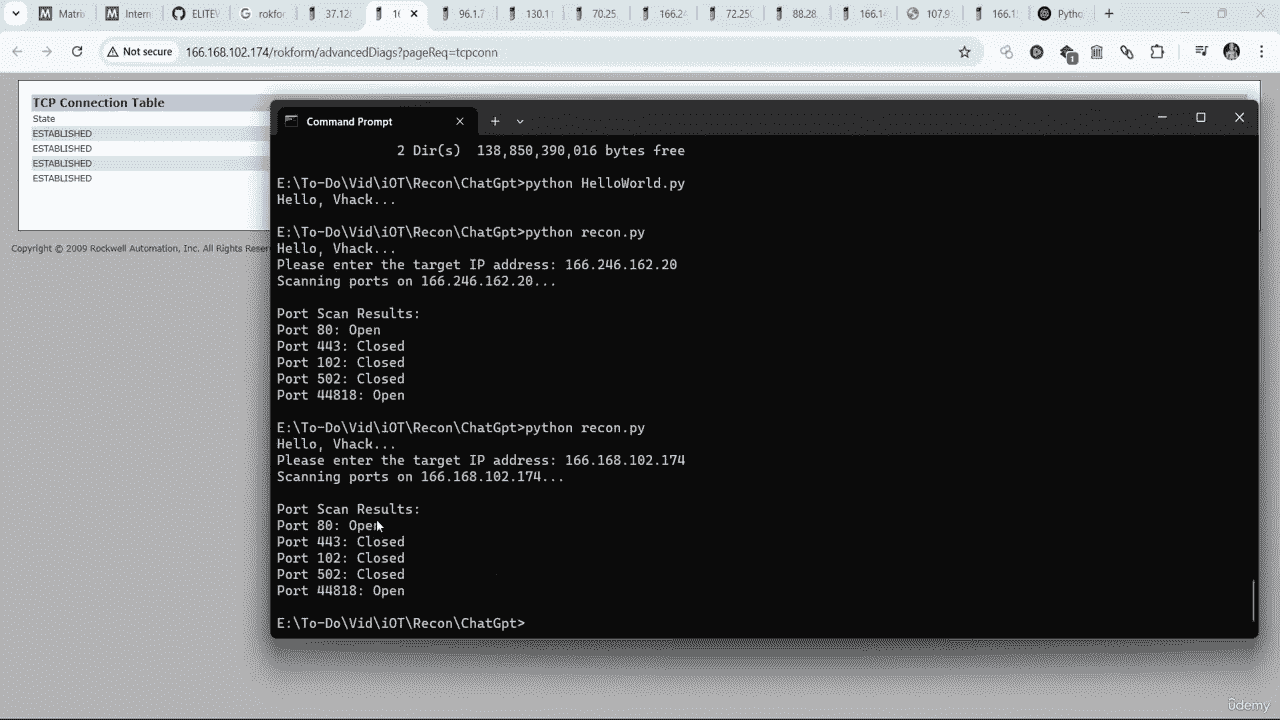 Matrix
Intern
ELITEV
rokfor
37.128
16
96.1.7
130.11
70.25.
166.24
72.250
88.28.
166.14
107.9
166.1
Pytho
Not secure
166.168.102.174/rokform/advancedDiags?pageReq=tcpconn
1
TCP Connection Table
State
ESTABLISHED
ESTABLISHED
ESTABLISHED
ESTABLISHED
Copyright © 2009 Rockwell Automation, Inc. All Rights Reser
Command Prompt
2 Dir(s)  138,850,390,016 bytes free
E:\To-Do\Vid\iOT\Recon\ChatGpt>python HelloWorld.py
Hello, Vhack...
E:\To-Do\Vid\iOT\Recon\ChatGpt>python recon.py
Hello, Vhack...
Please enter the target IP address: 166.246.162.20
Scanning ports on 166.246.162.20...
Port Scan Results:
Port 80: Open
Port 443: Closed
Port 102: Closed
Port 502: Closed
Port 44818: Open
E:\To-Do\Vid\iOT\Recon\ChatGpt>python recon.py
Hello, Vhack...
Please enter the target IP address: 166.168.102.174
Scanning ports on 166.168.102.174...
Port Scan Results:
Port 80: Open
Port 443: Closed
Port 102: Closed
Port 502: Closed
Port 44818: Open
E:\To-Do\Vid\iOT\Recon\ChatGpt>
ûdemy